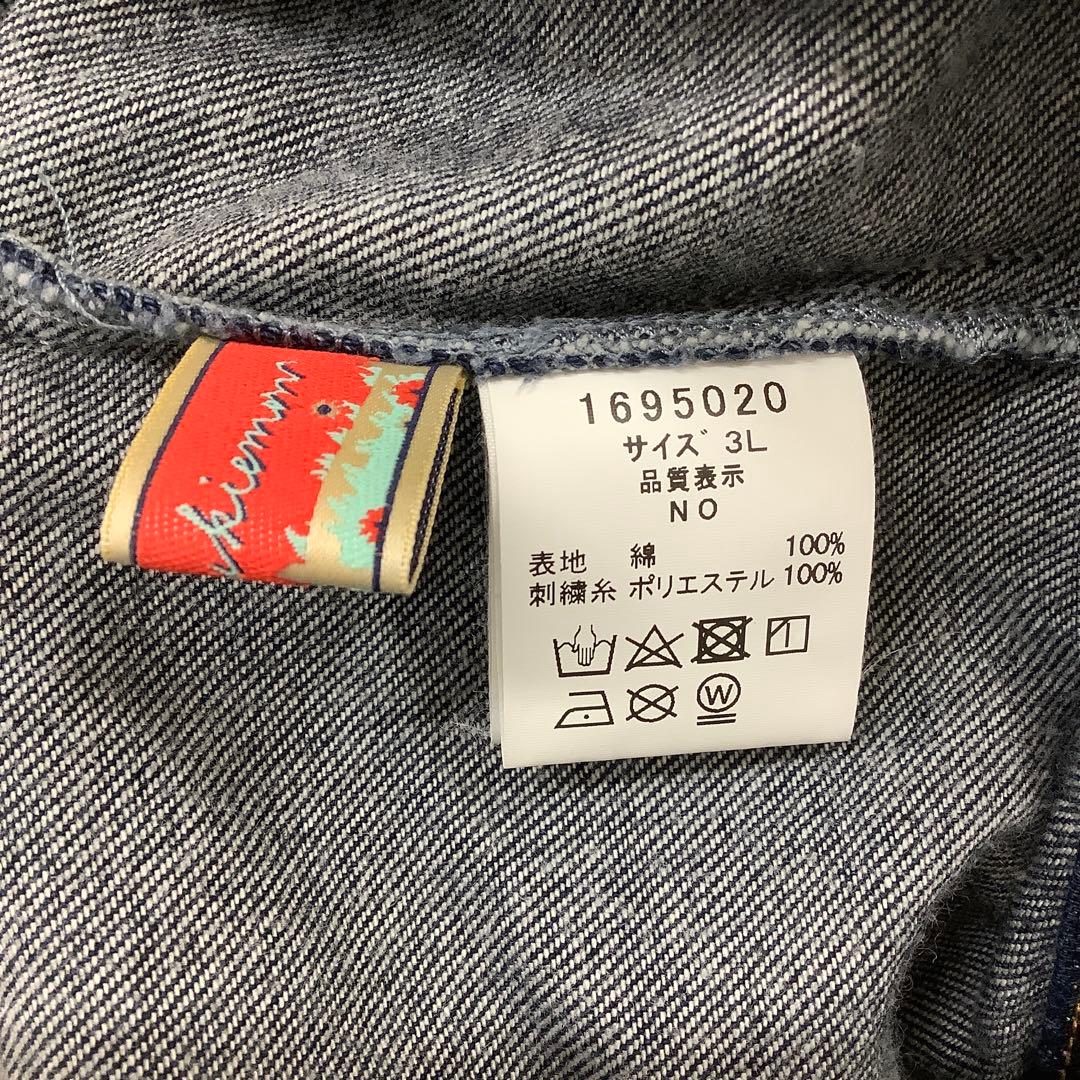 1695020
サイズ 3L
品質表示
NO
表地 綿 100%
刺繍糸 ポリエステル 100%
W